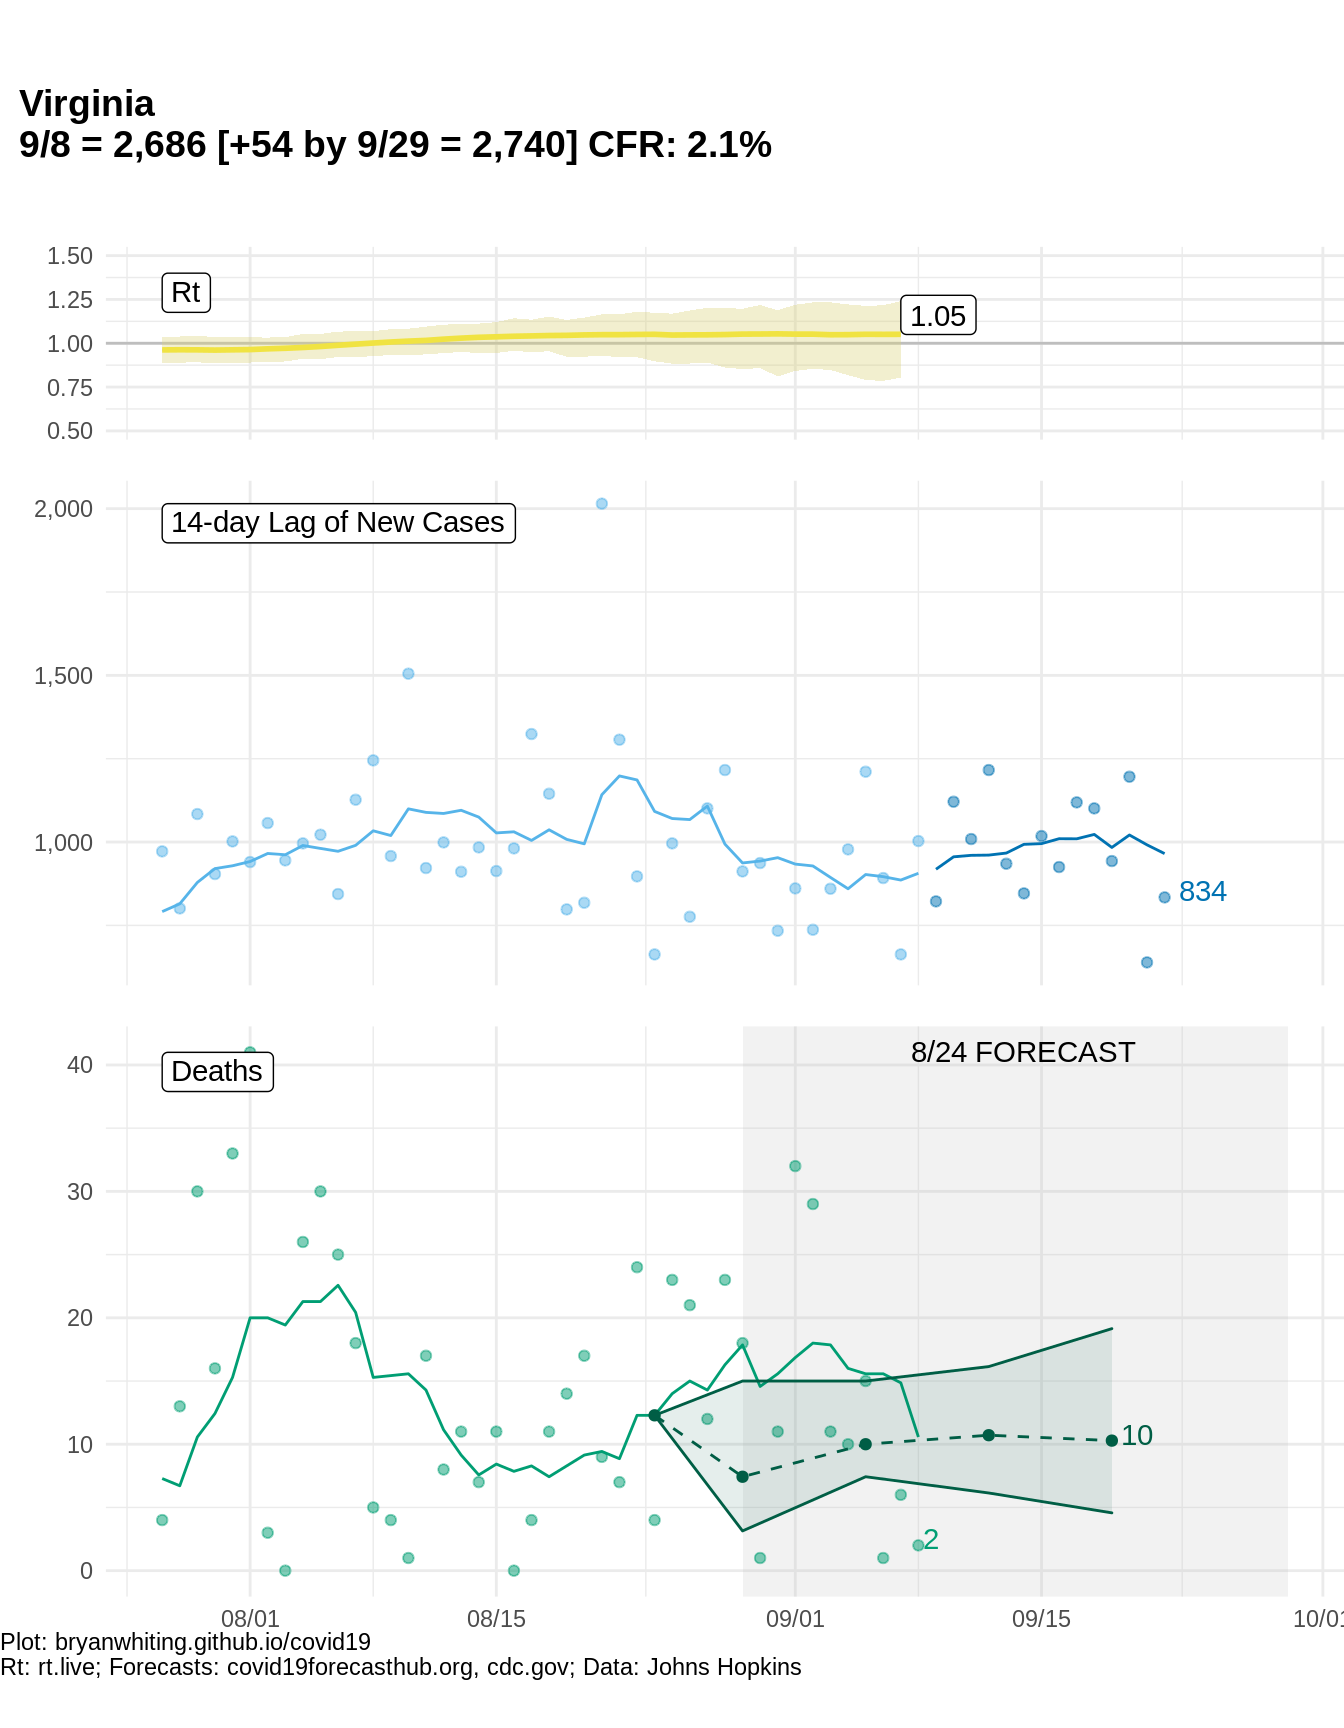 Virginia
9/8 = 2,686 [+54 by 9/29 = 2,740] CFR: 2.1%
1.50
1.25
1.00
0.75
0.50
Rt
1.05
2,000
1,500
1,000
14-day Lag of New Cases
834
40
30
20
10
0
Deaths
8/24 FORECAST
10
2
08/01 08/15 09/01 09/15 10/01
Plot: bryanwhiting.github.io/covid19
Rt: rt.live; Forecasts: covid19forecasthub.org, cdc.gov; Data: Johns Hopkins